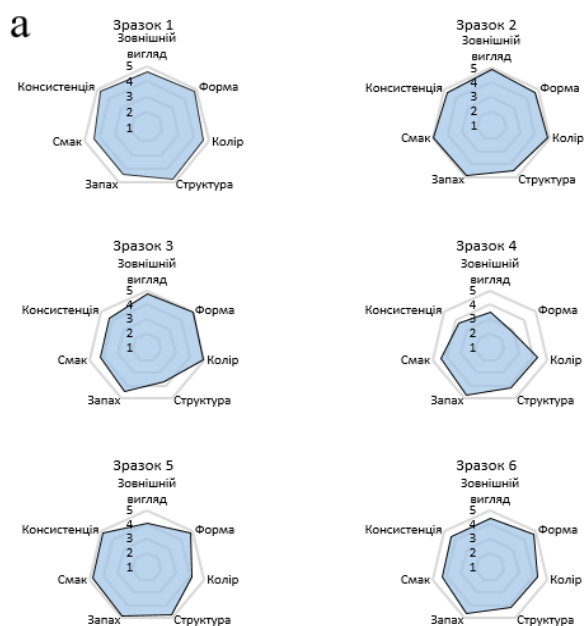 a
Зразок 1
Зовнішній
вигляд
Форма
Колір
Структура
Запах
Смак
Консистенція
5
4
3
2
1
Зразок 2
Зовнішній
вигляд
Форма
Колір
Структура
Запах
Смак
Консистенція
5
4
3
2
1
Зразок 3
Зовнішній
вигляд
Форма
Колір
Структура
Запах
Смак
Консистенція
5
4
3
2
1
Зразок 4
Зовнішній
вигляд
Форма
Колір
Структура
Запах
Смак
Консистенція
5
4
3
2
1
Зразок 5
Зовнішній
вигляд
Форма
Колір
Структура
Запах
Смак
Консистенція
5
4
3
2
1
Зразок 6
Зовнішній
вигляд
Форма
Колір
Структура
Запах
Смак
Консистенція
5
4
3
2
1